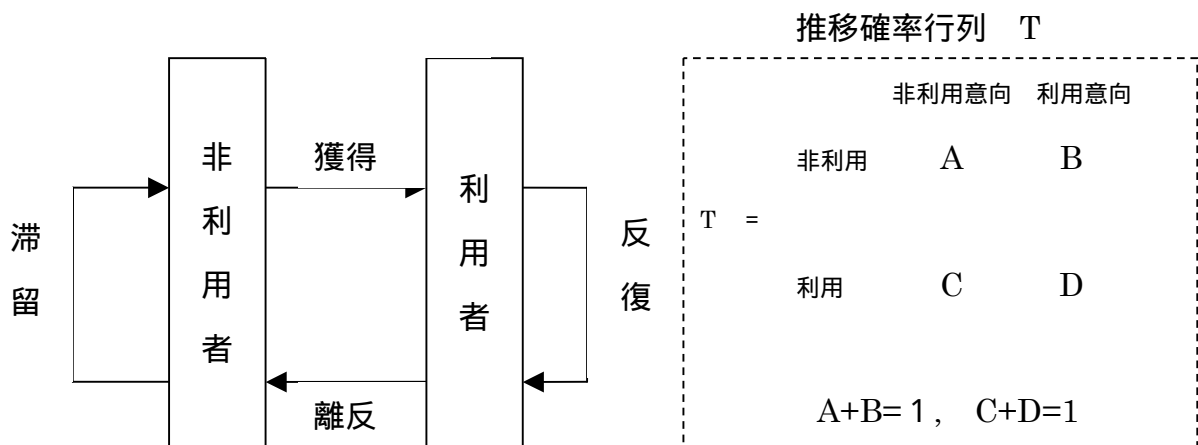 推移確率行列　T
非利用者
利用者
獲得
離反
滞留
反復
非利用意向　利用意向
非利用　A　B
T　=
利用　C　D
A+B=１,　C+D=1